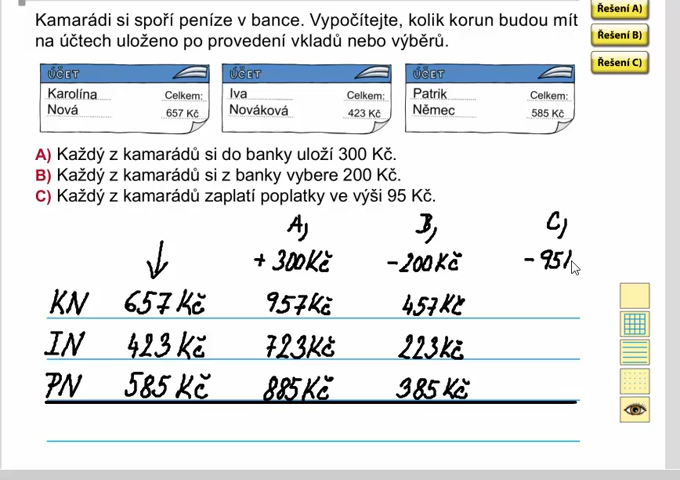 Kamarádi si spoří peníze v bance. Vypočítejte, kolik korun budou mít
na účtech uloženo po provedení vkladů nebo výběrů.
Řešení A)
Řešení B)
Řešení C)
ÚČET
Karolína Celkem:
Nová 657 Kč
ÚČET
Iva Celkem:
Nováková 423 Kč
ÚČET
Patrik Celkem:
Němec 585 Kč
A) Každý z kamarádů si do banky uloží 300 Kč.
B) Každý z kamarádů si z banky vybere 200 Kč.
C) Každý z kamarádů zaplatí poplatky ve výši 95 Kč.
A) B) C)
+ 300 Kč - 200 Kč - 95
KN 657 Kč 957 Kč 457 Kč
IN 423 Kč 723 Kč 223 Kč
PN 585 Kč 885 Kč 385 Kč